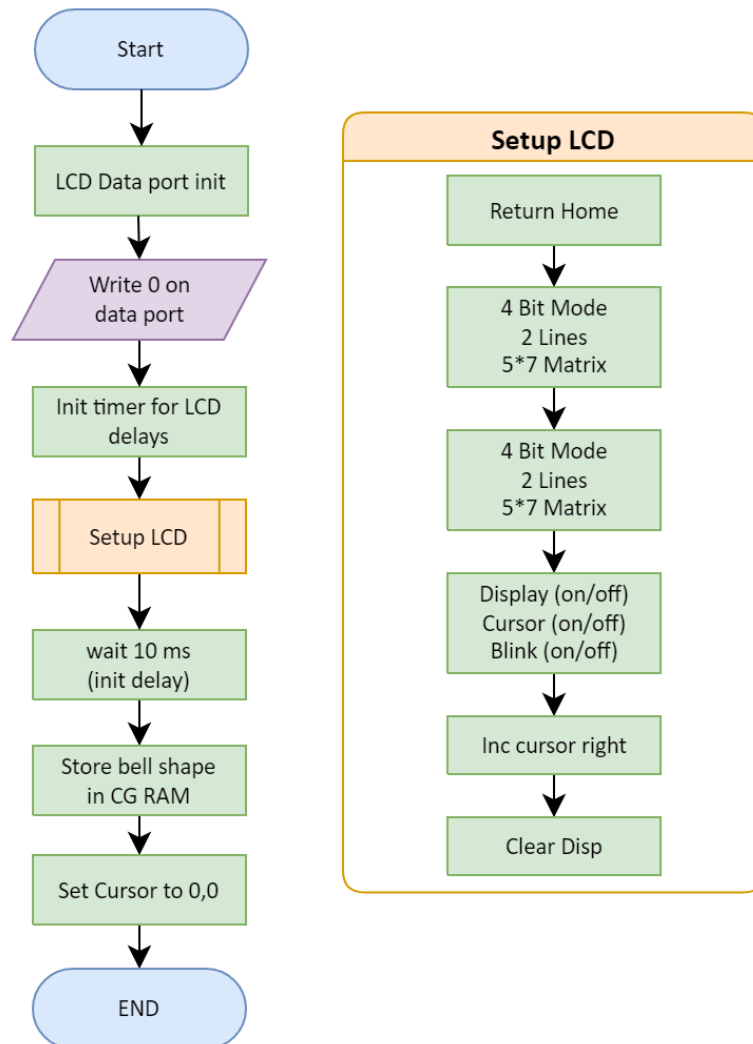 Start
LCD Data port init
Write 0 on
data port
Init timer for LCD
delays
Setup LCD
wait 10 ms
(init delay)
Store bell shape
in CG RAM
Set Cursor to 0,0
END
Setup LCD
Return Home
4 Bit Mode
2 Lines
5*7 Matrix
4 Bit Mode
2 Lines
5*7 Matrix
Display (on/off)
Cursor (on/off)
Blink (on/off)
Inc cursor right
Clear Disp